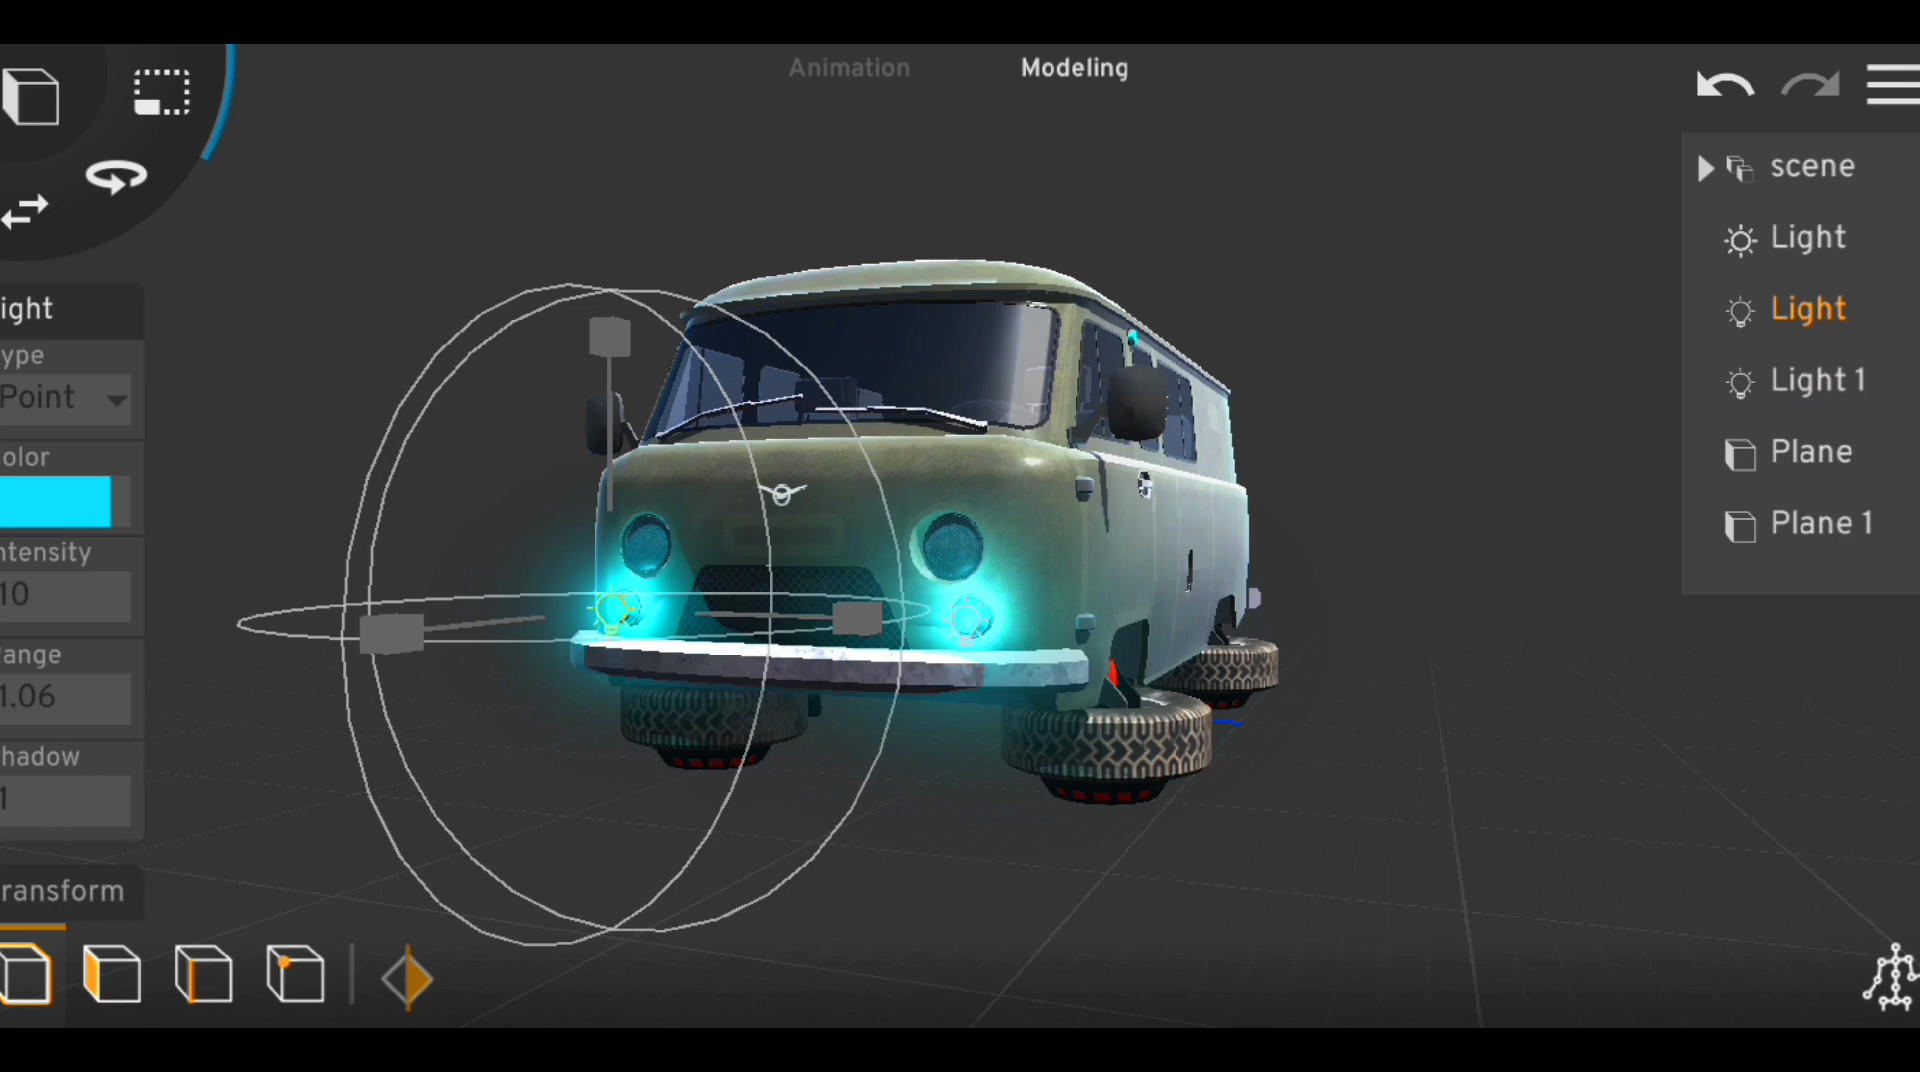 Animation
Modeling
scene
Light
Light
Light 1
Plane
Plane 1
ight
ype
Point
olor
ntensity
10
ange
1.06
hadow
1
ransform